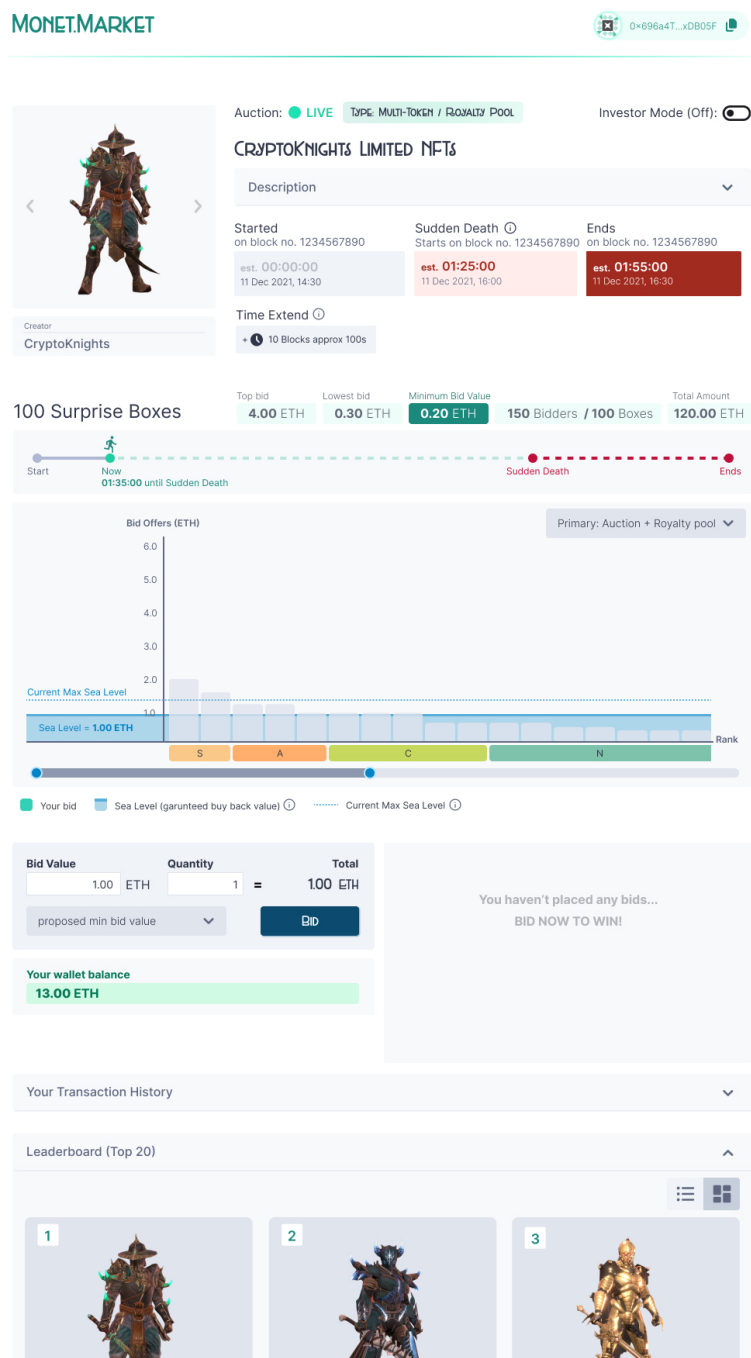 MONET.MARKET
0×696a4T...xDB05F
Auction: LIVE
TYPE: MULTI-TOKEN / ROYALTY POOL
Investor Mode (Off):
CRYPTOKNIGHTS LIMITED NFTS
Description
Started
on block no. 1234567890
est. 00:00:00
11 Dec 2021, 14:30
Sudden Death
Starts on block no. 1234567890
est. 01:25:00
11 Dec 2021, 16:00
Ends
on block no. 1234567890
est. 01:55:00
11 Dec 2021, 16:30
Time Extend
+ 10 Blocks approx 100s
Creator
CryptoKnights
100 Surprise Boxes
Top bid
4.00 ETH
Lowest bid
0.30 ETH
Minimum Bid Value
0.20 ETH
150 Bidders / 100 Boxes
Total Amount
120.00 ETH
Start
Now
01:35:00 until Sudden Death
Sudden Death
Ends
Bid Offers (ETH)
Primary: Auction + Royalty pool
6.0
5.0
4.0
3.0
2.0
Current Max Sea Level
1.0
Sea Level = 1.00 ETH
Rank
S A C N
Your bid
Sea Level (garunteed buy back value)
Current Max Sea Level
Bid Value
Quantity
Total
1.00 ETH
1 =
1.00 ETH
proposed min bid value
BID
You haven't placed any bids...
BID NOW TO WIN!
Your wallet balance
13.00 ETH
Your Transaction History
Leaderboard (Top 20)
1
2
3